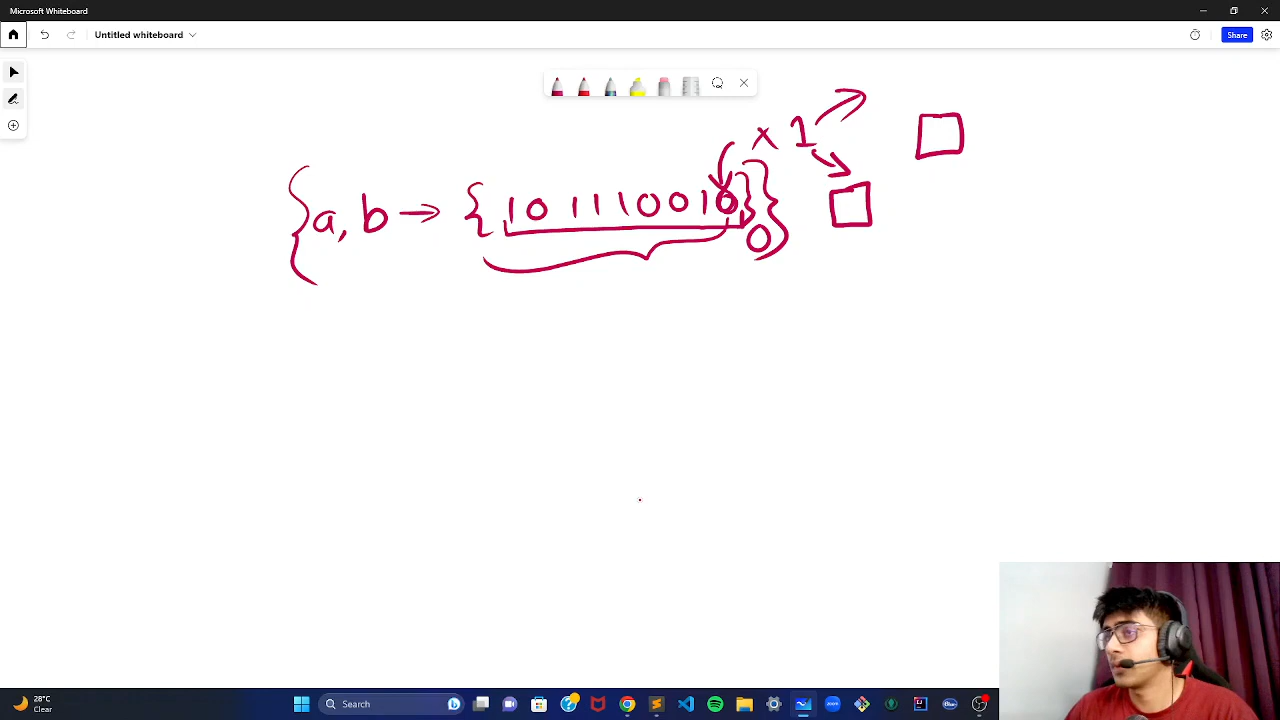 Microsoft Whiteboard
Untitled whiteboard
Share
x 1
{ a, b → { 1 0 1 1 1 0 0 1 0 } }
0
28°C
Clear
Search
zoom